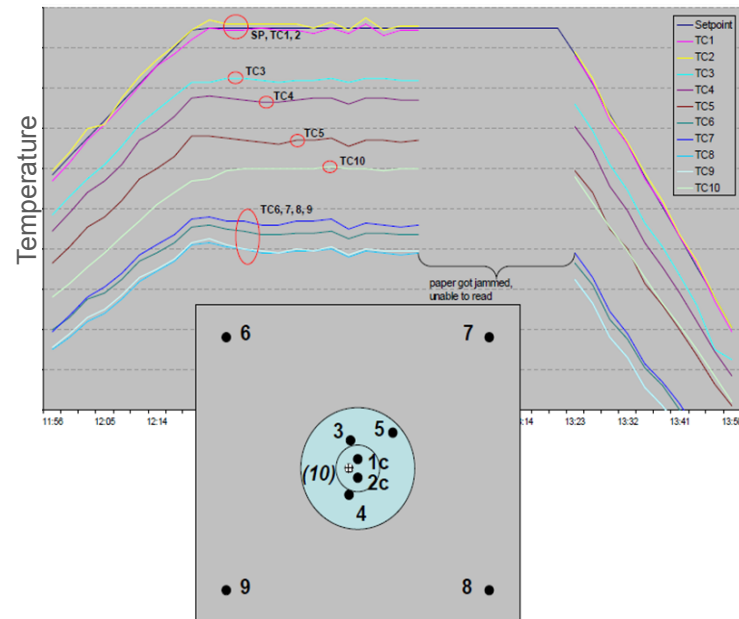 Temperature
SP, TC1, 2
TC3
TC4
TC5
TC10
TC6, 7, 8, 9
paper got jammed,
unable to read
Setpoint
TC1
TC2
TC3
TC4
TC5
TC6
TC7
TC8
TC9
TC10
11:56 12:05 12:14 13:23 13:32 13:41
6 7
3 5
1c
(10)
2c
4
9 8